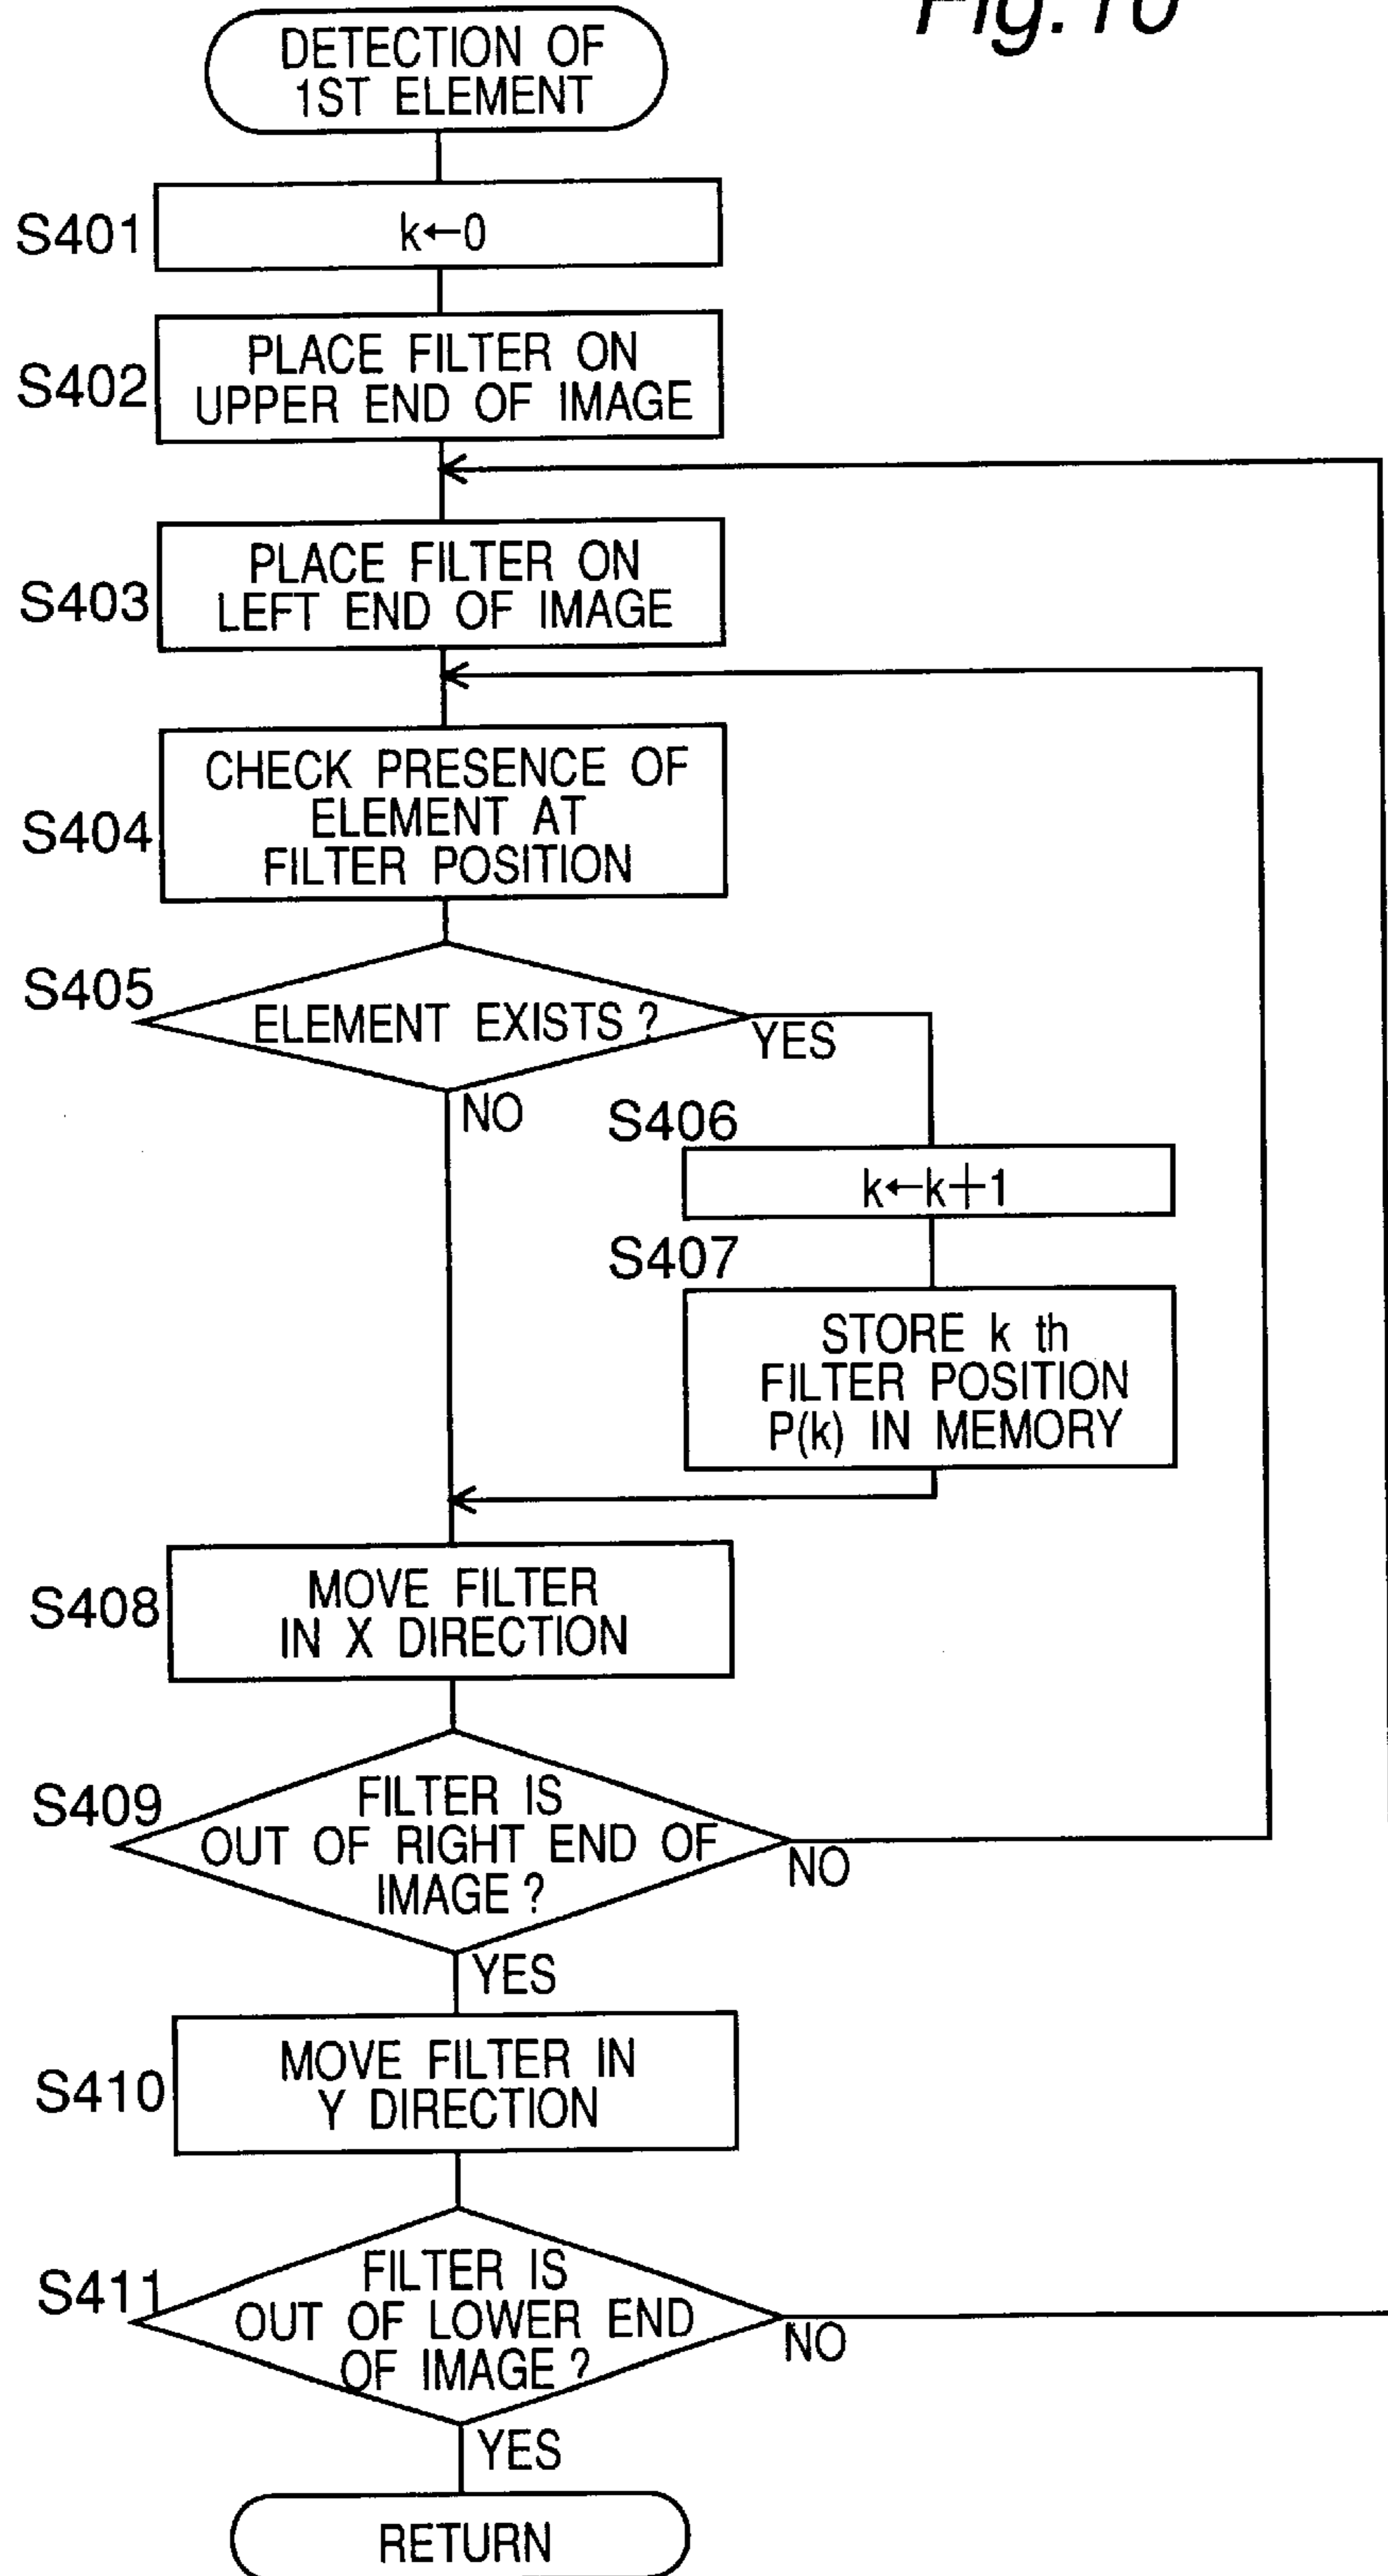 Fig. 10
DETECTION OF
1ST ELEMENT
S401
k←0
S402
PLACE FILTER ON
UPPER END OF IMAGE
S403
PLACE FILTER ON
LEFT END OF IMAGE
S404
CHECK PRESENCE OF
ELEMENT AT
FILTER POSITION
S405
ELEMENT EXISTS ?
YES
NO
S406
k←k+1
S407
STORE k th
FILTER POSITION
P(k) IN MEMORY
S408
MOVE FILTER
IN X DIRECTION
S409
FILTER IS
OUT OF RIGHT END OF
IMAGE ?
NO
YES
S410
MOVE FILTER IN
Y DIRECTION
S411
FILTER IS
OUT OF LOWER END
OF IMAGE ?
NO
YES
RETURN